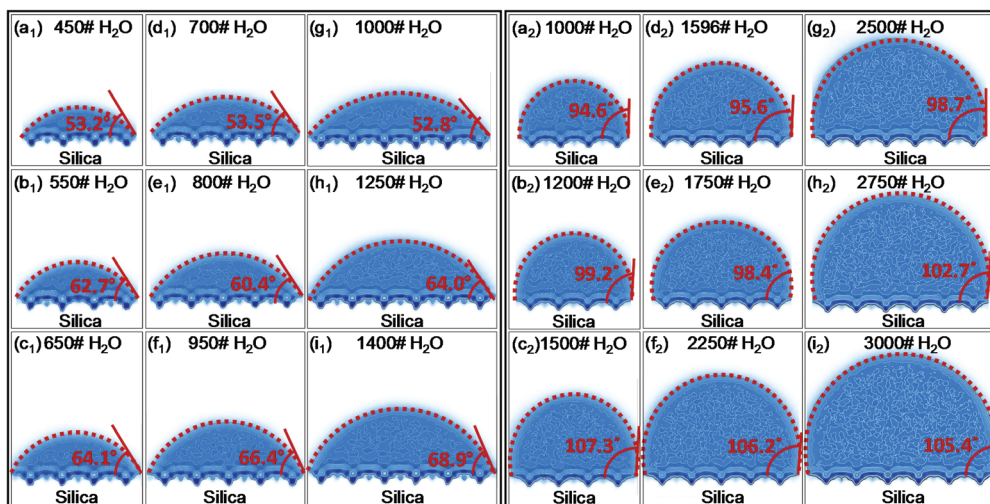 (a₁) 450# H₂O
53.2°
Silica
(d₁) 700# H₂O
53.5°
Silica
(g₁) 1000# H₂O
52.8°
Silica
(b₁) 550# H₂O
62.7°
Silica
(e₁) 800# H₂O
60.4°
Silica
(h₁) 1250# H₂O
64.0°
Silica
(c₁) 650# H₂O
64.1°
Silica
(f₁) 950# H₂O
66.4°
Silica
(i₁) 1400# H₂O
68.9°
Silica
(a₂) 1000# H₂O
94.6°
Silica
(d₂) 1596# H₂O
95.6°
Silica
(g₂) 2500# H₂O
98.7°
Silica
(b₂) 1200# H₂O
99.2°
Silica
(e₂) 1750# H₂O
98.4°
Silica
(h₂) 2750# H₂O
102.7°
Silica
(c₂) 1500# H₂O
107.3°
Silica
(f₂) 2250# H₂O
106.2°
Silica
(i₂) 3000# H₂O
105.4°
Silica